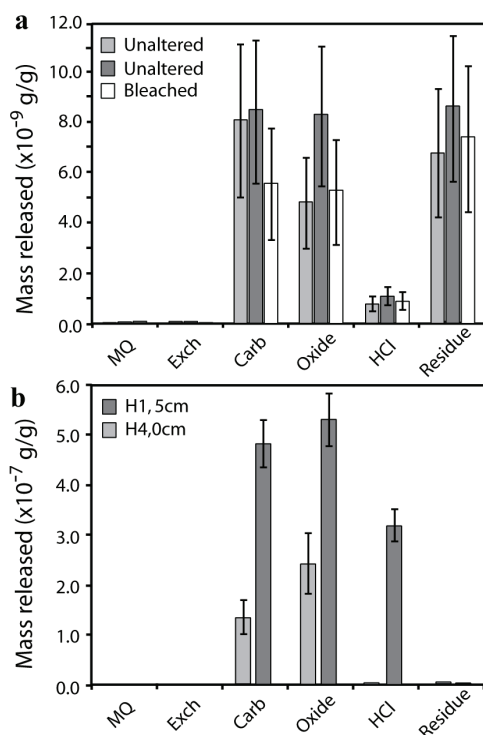 a
Mass released (x10⁻⁹ g/g)
12.0
10.0
8.0
6.0
4.0
2.0
0.0
Unaltered
Unaltered
Bleached
MQ
Exch
Carb
Oxide
HCl
Residue
b
Mass released (x10⁻⁷ g/g)
6.0
5.0
4.0
3.0
2.0
1.0
0.0
H1, 5cm
H4,0cm
MQ
Exch
Carb
Oxide
HCl
Residue